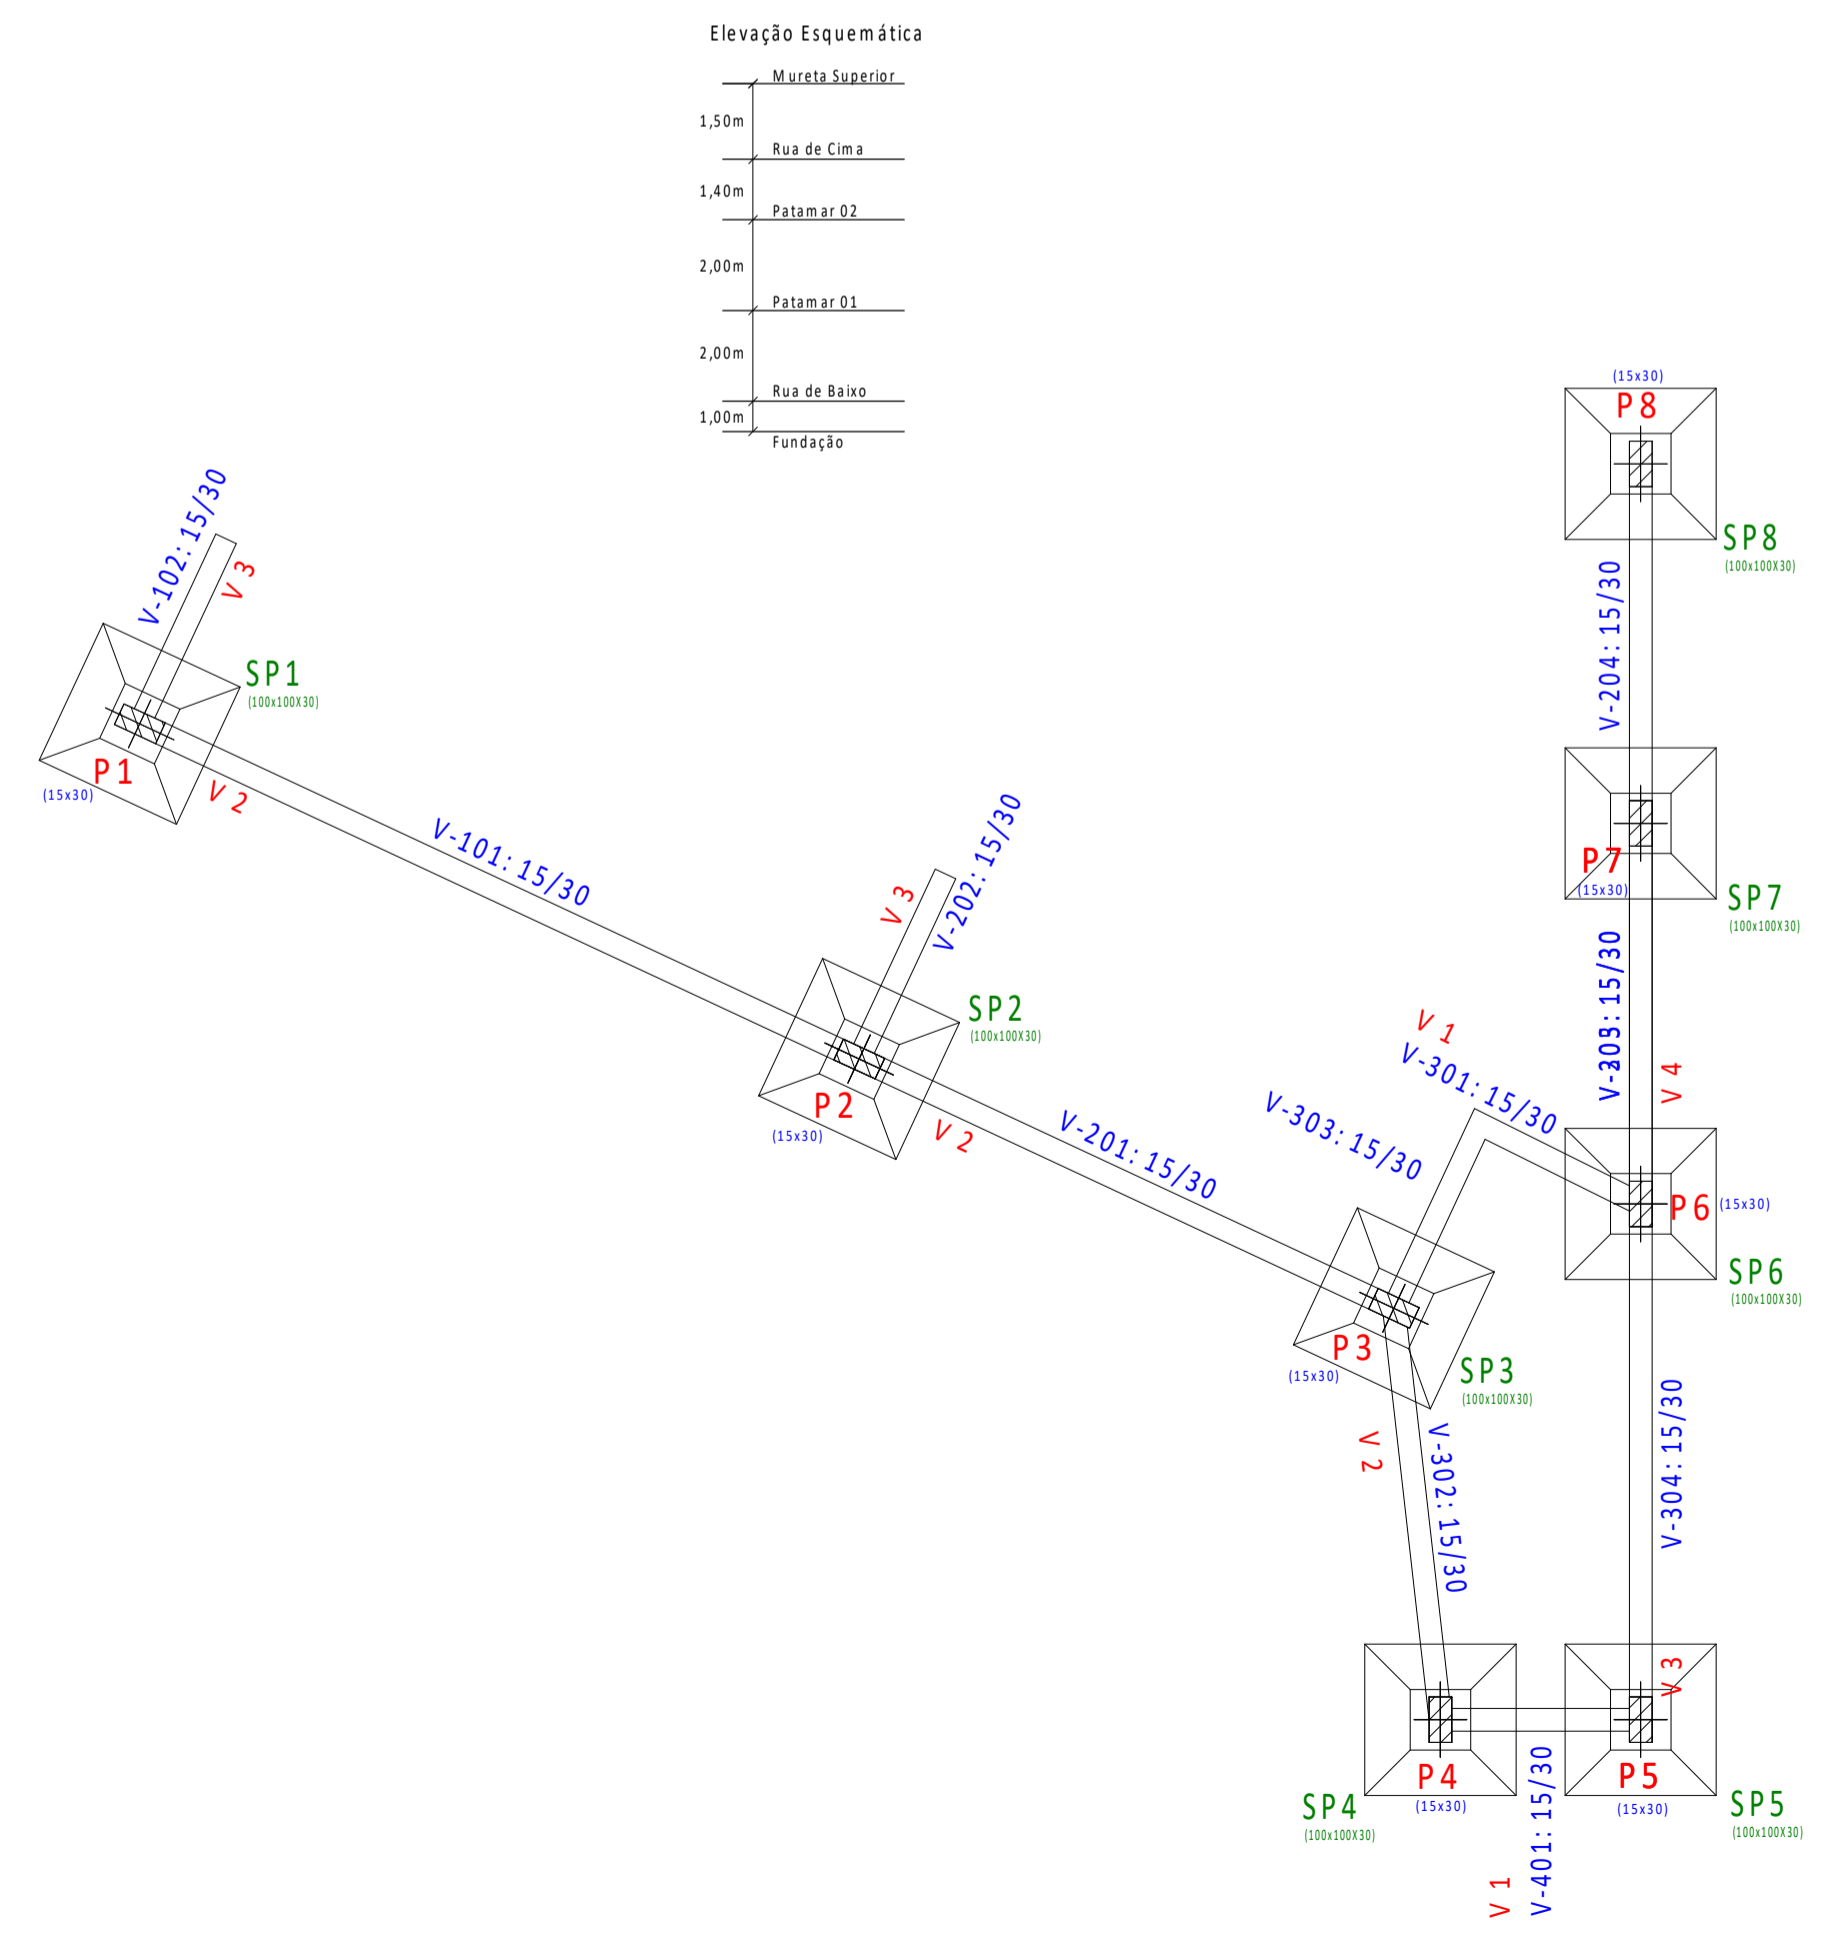 Elevação Esquemática
Mureta Superior
1,50m
Rua de Cima
1,40m
Patamar 02
2,00m
Patamar 01
2,00m
Rua de Baixo
1,00m
Fundação
(15x30)
P8
SP8
(100x100X30)
V-204:15/30
V-102:15/30
V 3
SP1
(100x100X30)
P1
(15x30)
V 2
V-101:15/30
V 3
V-202:15/30
P7
(15x30)
SP7
(100x100X30)
SP2
(100x100X30)
P2
(15x30)
V 2
V-201:15/30
:15/30
V 4
V 1
V-301:15/30
V-303:15/30
P6
(15x30)
SP6
(100x100X30)
P3
(15x30)
SP3
(100x100X30)
V 2
V-302:15/30
V-304:15/30
V 3
P4
(15x30)
SP4
(100x100X30)
P5
(15x30)
SP5
(100x100X30)
V 1
V-401:15/30